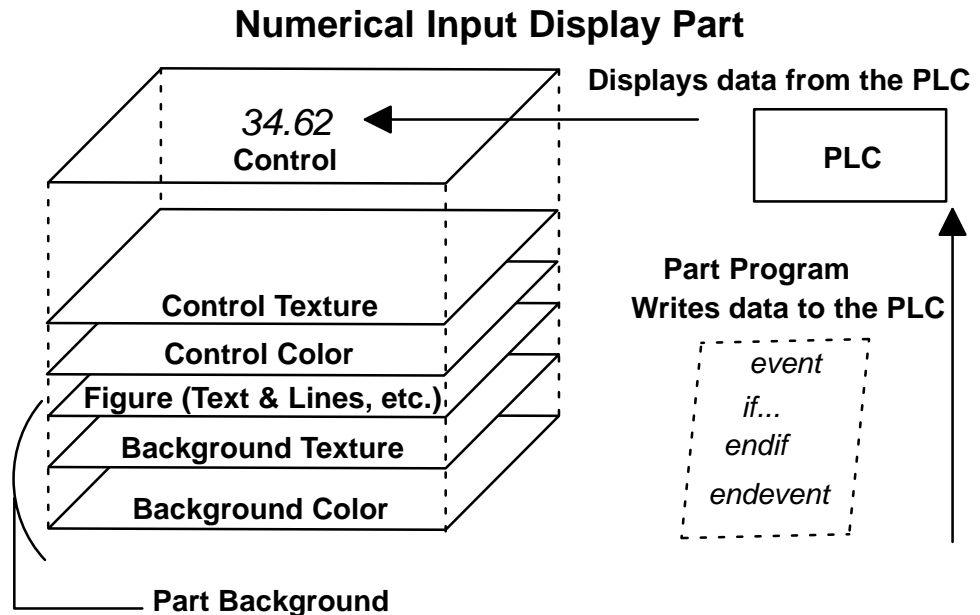 Numerical Input Display Part
Displays data from the PLC
34.62
Control
PLC
Part Program
Writes data to the PLC
Control Texture
Control Color
Figure (Text & Lines, etc.)
Background Texture
Background Color
event
if...
endif
endevent
Part Background